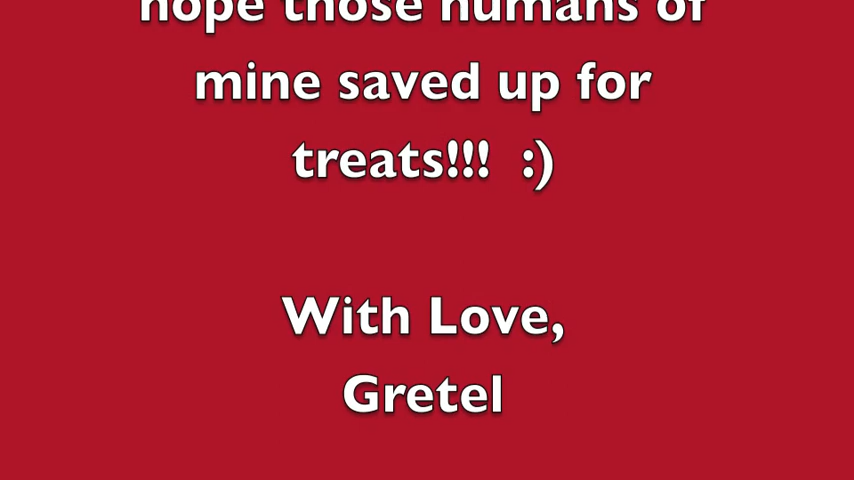 hope those humans of
mine saved up for
treats!!! :)
With Love,
Gretel